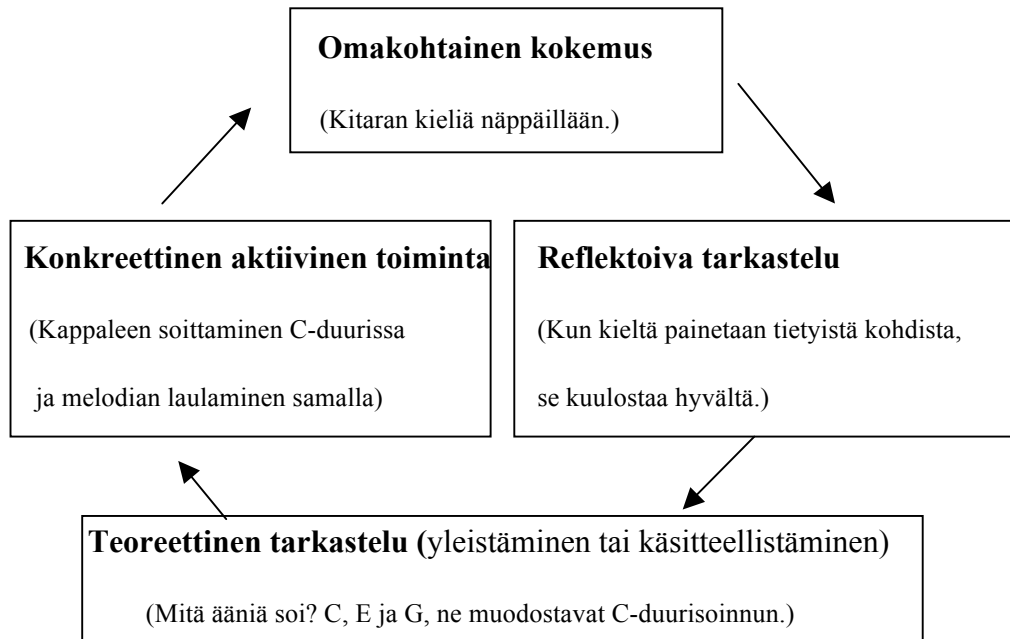 Omakohtainen kokemus
(Kitaran kieliä näppäillään.)
Konkreettinen aktiivinen toiminta
(Kappaleen soittaminen C-duurissa
ja melodian laulaminen samalla)
Reflektoiva tarkastelu
(Kun kieltä painetaan tietyistä kohdista,
se kuulostaa hyvältä.)
Teoreettinen tarkastelu (yleistäminen tai käsitteellistäminen)
(Mitä ääniä soi? C, E ja G, ne muodostavat C-duurisoinnun.)